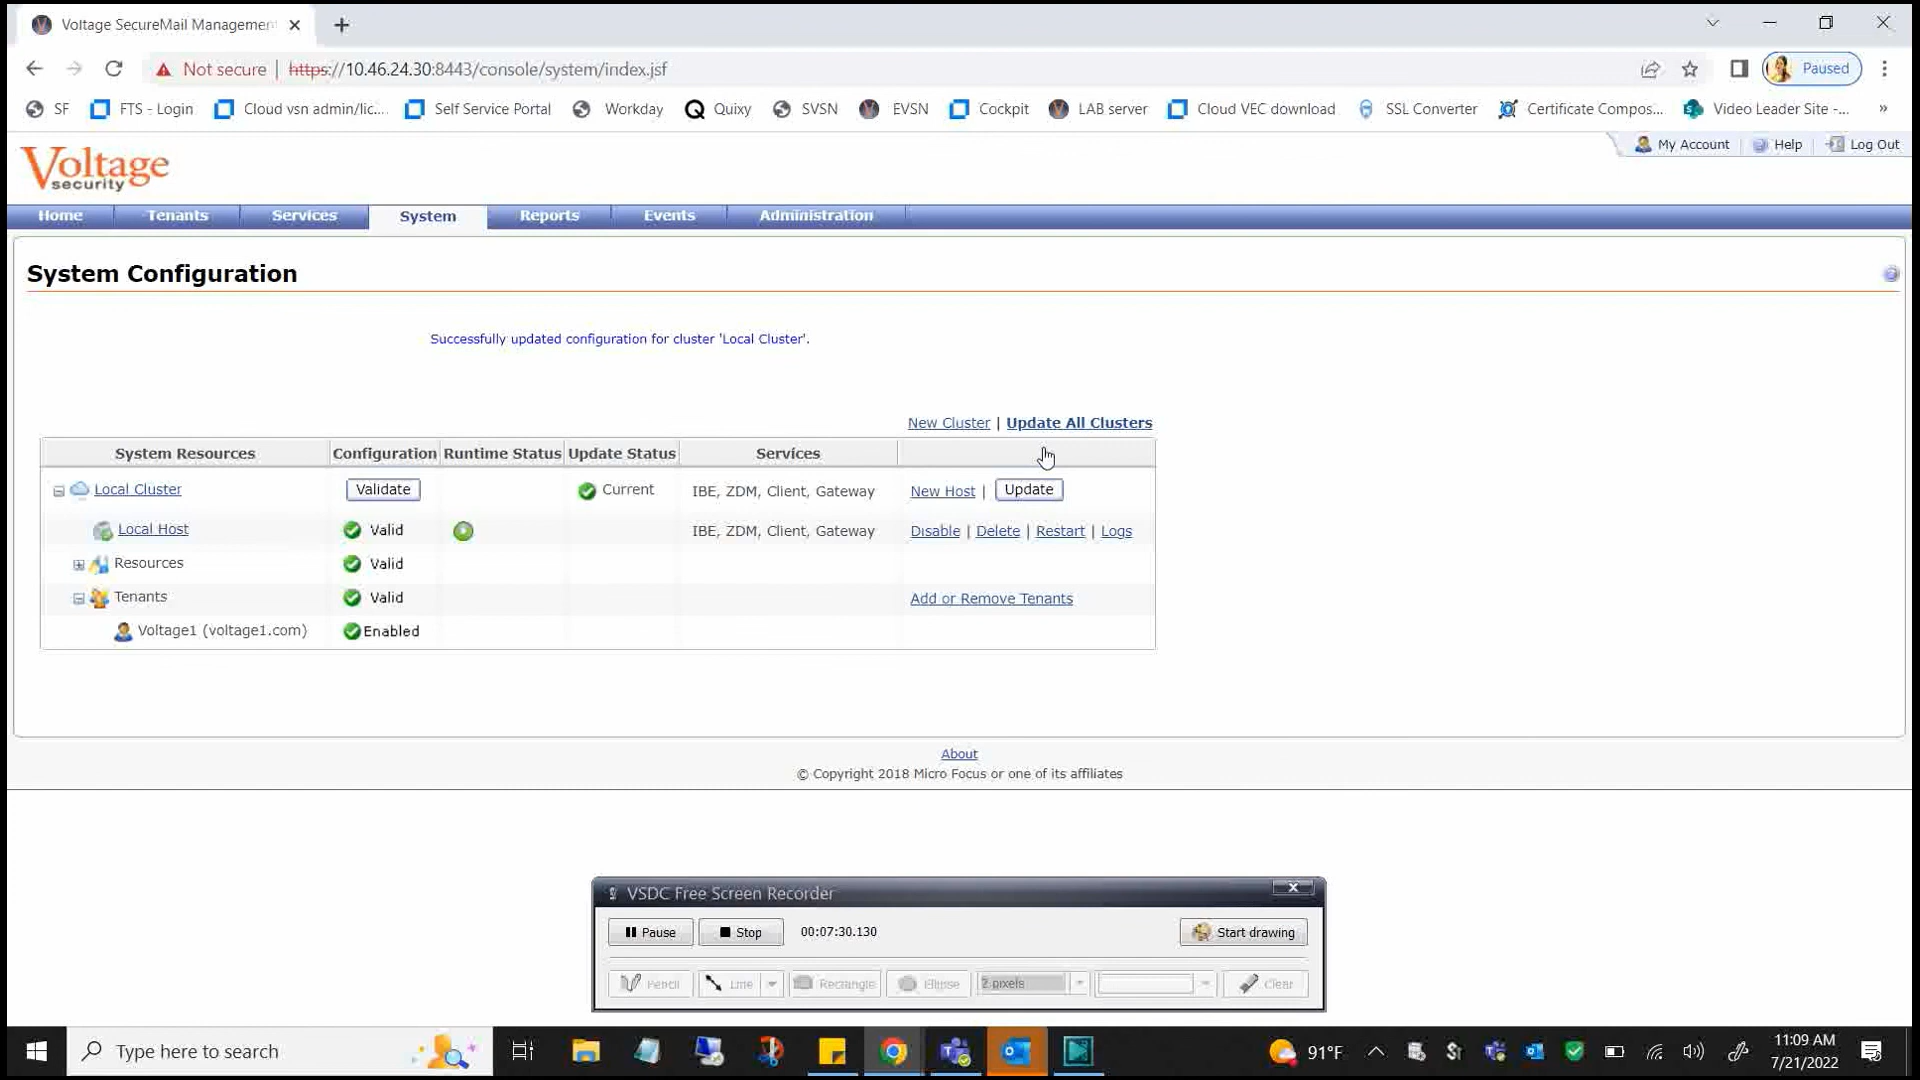 Voltage SecureMail Managemen
Not secure | https://10.46.24.30:8443/console/system/index.jsf
Paused
SF FTS - Login Cloud vsn admin/lic... Self Service Portal Workday Quixy SVSN EVSN Cockpit LAB server Cloud VEC download SSL Converter Certificate Compos... Video Leader Site -... »
My Account Help Log Out
Voltage
security
Home Tenants Services System Reports Events Administration
System Configuration
Successfully updated configuration for cluster 'Local Cluster'.
New Cluster | Update All Clusters
System Resources Configuration Runtime Status Update Status Services
Local Cluster Validate Current IBE, ZDM, Client, Gateway New Host | Update
Local Host Valid IBE, ZDM, Client, Gateway Disable | Delete | Restart | Logs
Resources Valid
Tenants Valid Add or Remove Tenants
Voltage1 (voltage1.com) Enabled
About
© Copyright 2018 Micro Focus or one of its affiliates
VSDC Free Screen Recorder
Pause Stop 00:07:30.130 Start drawing
Pencil Line Rectangle Ellipse 2 pixels Clear
Type here to search
91°F
11:09 AM
7/21/2022